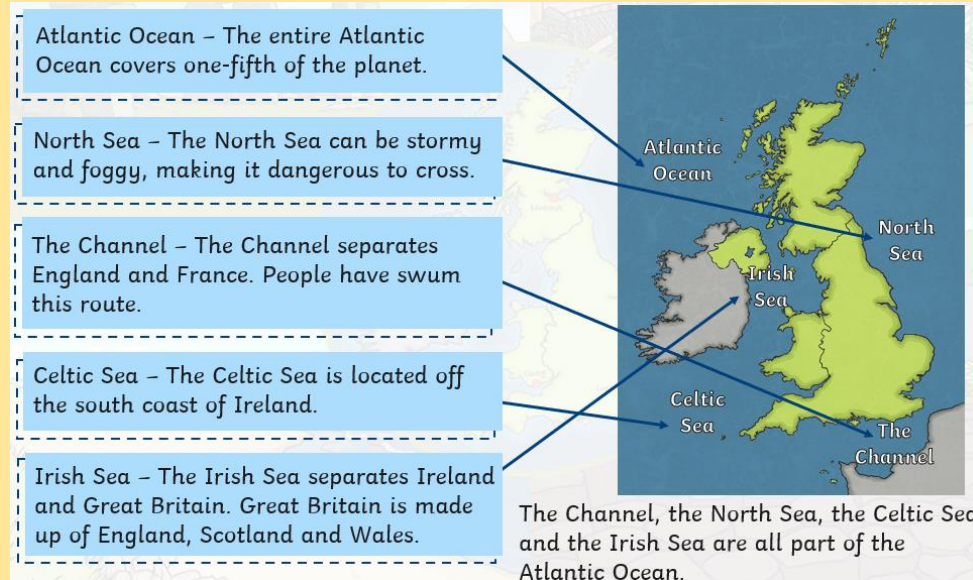 Atlantic Ocean – The entire Atlantic
Ocean covers one-fifth of the planet.
North Sea – The North Sea can be stormy
and foggy, making it dangerous to cross.
The Channel – The Channel separates
England and France. People have swum
this route.
Celtic Sea – The Celtic Sea is located off
the south coast of Ireland.
Irish Sea – The Irish Sea separates Ireland
and Great Britain. Great Britain is made
up of England, Scotland and Wales.
Atlantic
Ocean
North
Sea
Irish
Sea
Celtic
Sea
The
Channel
The Channel, the North Sea, the Celtic Sea
and the Irish Sea are all part of the
Atlantic Ocean.